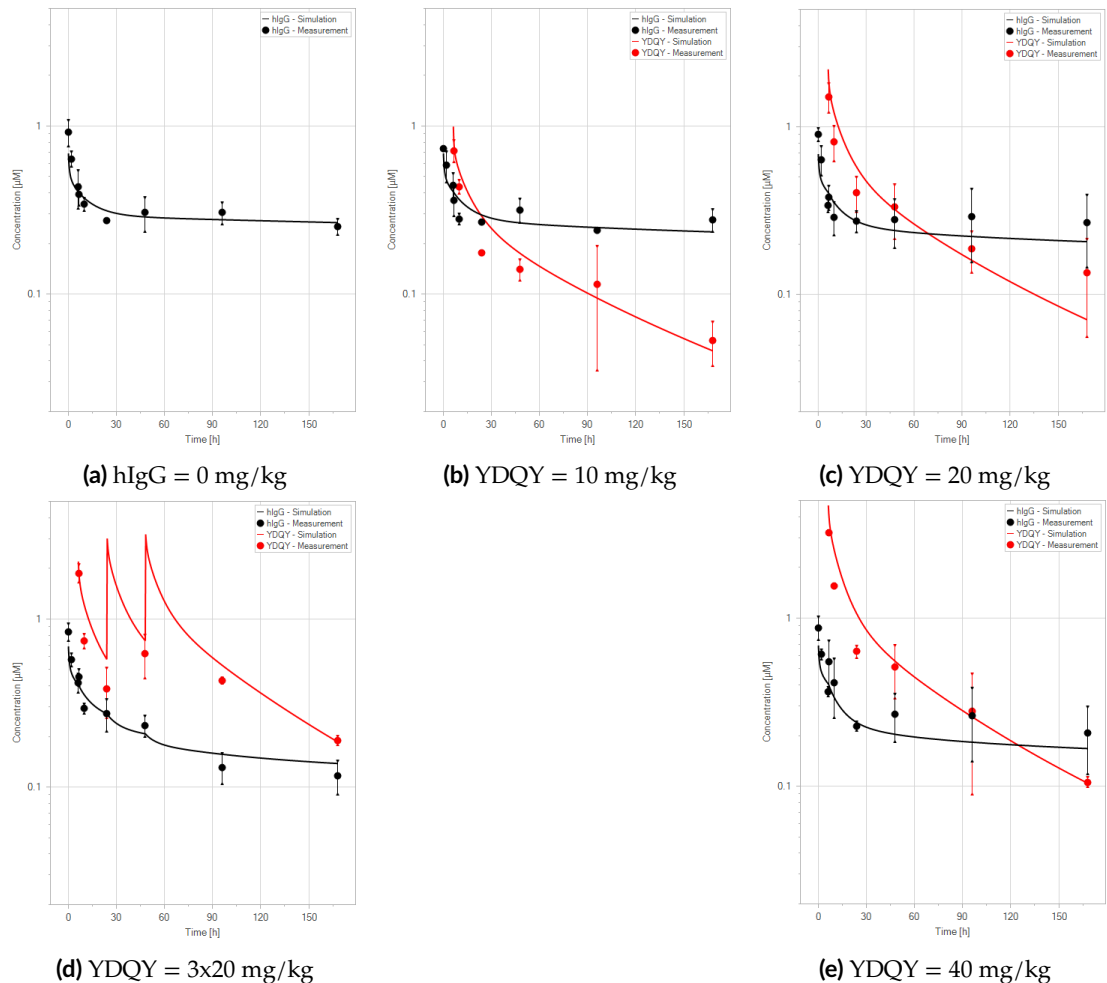 hIgG - Simulation
hIgG - Measurement
1
0.1
Concentration [µM]
0 30 60 90 120 150
Time [h]
(a) hIgG = 0 mg/kg
hIgG - Simulation
hIgG - Measurement
YDQY - Simulation
YDQY - Measurement
1
0.1
Concentration [µM]
0 30 60 90 120 150
Time [h]
(b) YDQY = 10 mg/kg
hIgG - Simulation
hIgG - Measurement
YDQY - Simulation
YDQY - Measurement
1
0.1
Concentration [µM]
0 30 60 90 120 150
Time [h]
(c) YDQY = 20 mg/kg
hIgG - Simulation
hIgG - Measurement
YDQY - Simulation
YDQY - Measurement
1
0.1
Concentration [µM]
0 30 60 90 120 150
Time [h]
(d) YDQY = 3x20 mg/kg
hIgG - Simulation
hIgG - Measurement
YDQY - Simulation
YDQY - Measurement
1
0.1
Concentration [µM]
0 30 60 90 120 150
Time [h]
(e) YDQY = 40 mg/kg